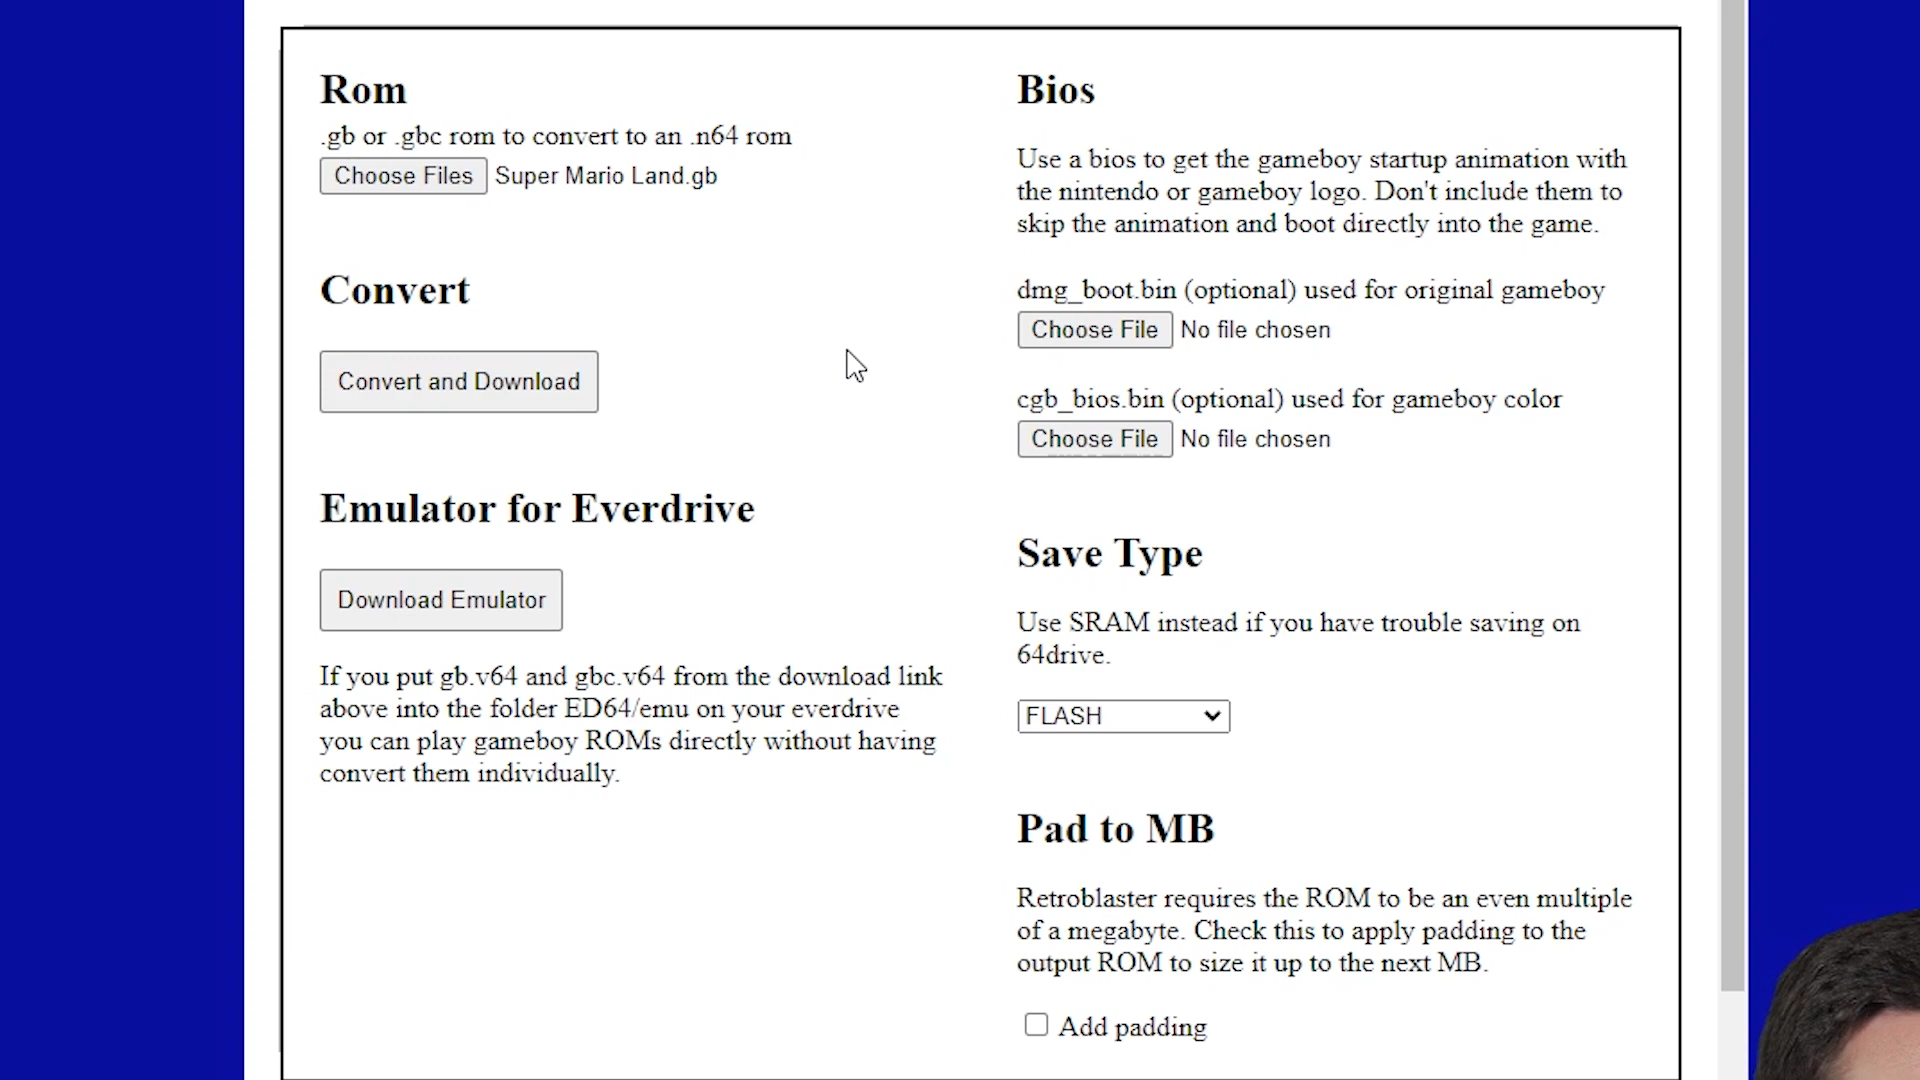 Rom
.gb or .gbc rom to convert to an .n64 rom
Choose Files Super Mario Land.gb
Convert
Convert and Download
Emulator for Everdrive
Download Emulator
If you put gb.v64 and gbc.v64 from the download link
above into the folder ED64/emu on your everdrive
you can play gameboy ROMs directly without having
convert them individually.
Bios
Use a bios to get the gameboy startup animation with
the nintendo or gameboy logo. Don't include them to
skip the animation and boot directly into the game.
dmg_boot.bin (optional) used for original gameboy
Choose File No file chosen
cgb_bios.bin (optional) used for gameboy color
Choose File No file chosen
Save Type
Use SRAM instead if you have trouble saving on
64drive.
FLASH
Pad to MB
Retroblaster requires the ROM to be an even multiple
of a megabyte. Check this to apply padding to the
output ROM to size it up to the next MB.
Add padding